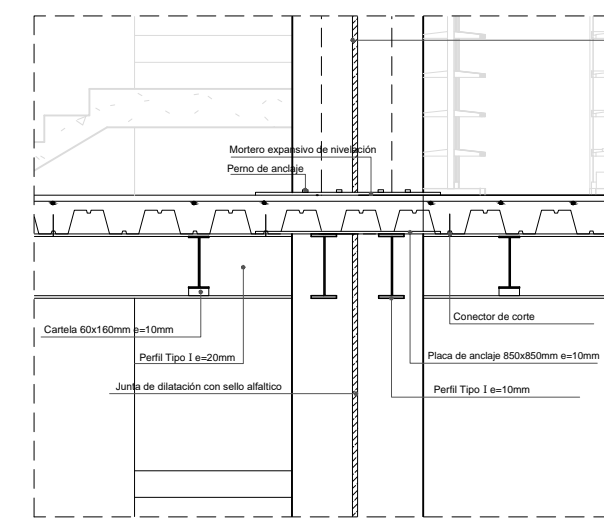 Mortero expansivo de nivelación
Perno de anclaje
Conector de corte
Cartela 60x160mm e=10mm
Perfil Tipo I e=20mm
Placa de anclaje 850x850mm e=10mm
Junta de dilatación con sello alfaltico
Perfil Tipo I e=10mm